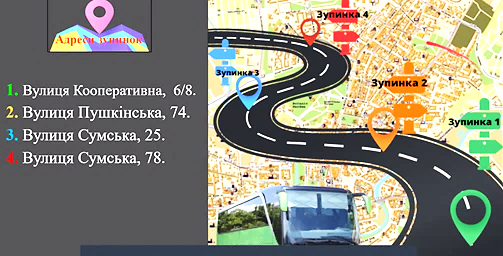 Адреси зупинок
1. Вулиця Кооперативна, 6/8.
2. Вулиця Пушкінська, 74.
3. Вулиця Сумська, 25.
4. Вулиця Сумська, 78.
Зупинка 4
Зупинка 3
Зупинка 2
Зупинка 1